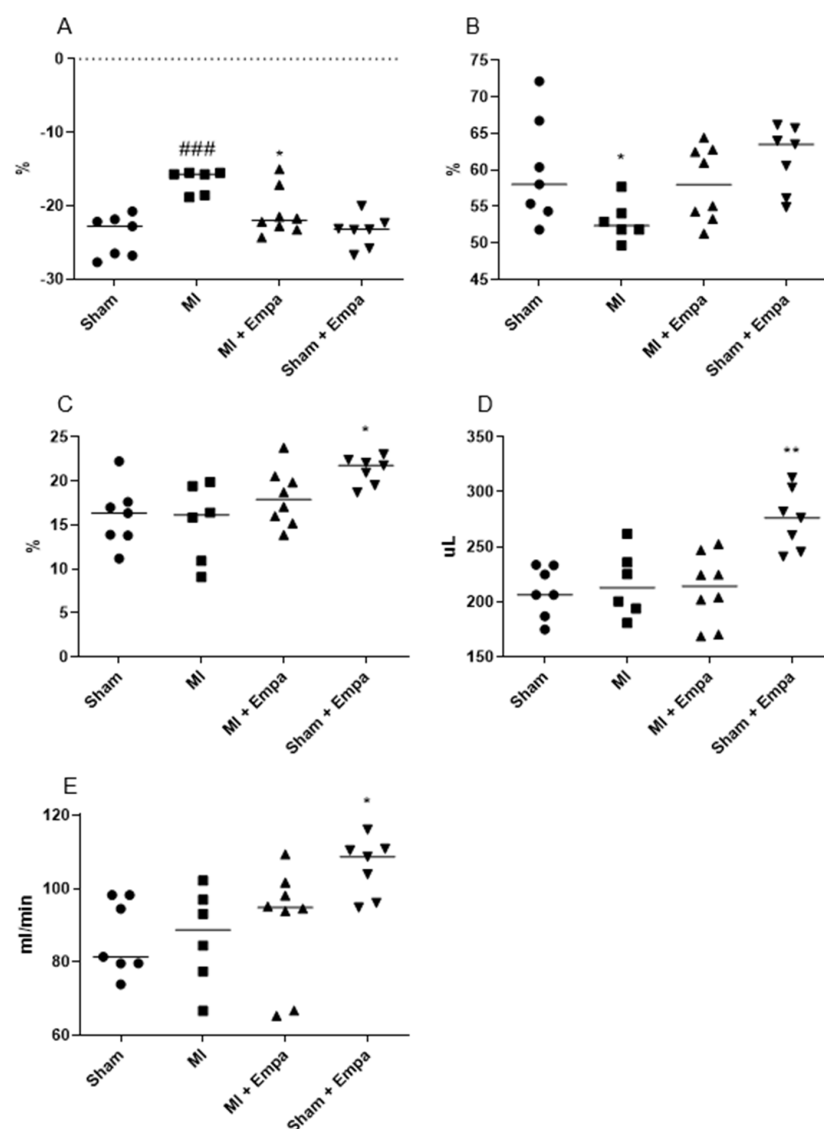 A
0
-10
-20
-30
%
###
*
Sham
MI
MI + Empa
Sham + Empa
B
75
70
65
60
55
50
45
%
*
Sham
MI
MI + Empa
Sham + Empa
C
25
20
15
10
5
0
%
*
Sham
MI
MI + Empa
Sham + Empa
D
350
300
250
200
150
uL
**
Sham
MI
MI + Empa
Sham + Empa
E
120
100
80
60
ml/min
*
Sham
MI
MI + Empa
Sham + Empa